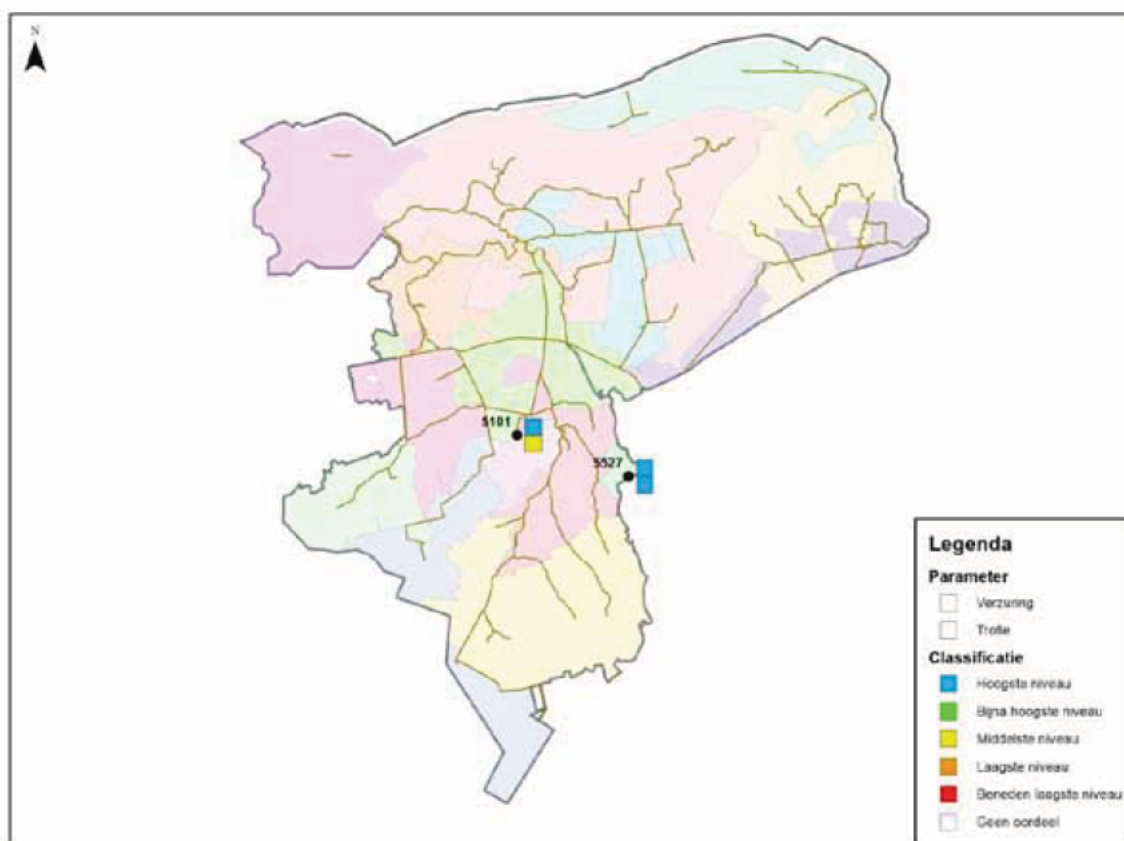 N
5101
5527
Legenda
Parameter
Verzuring
Trofie
Classificatie
Hoogste niveau
Bijna hoogste niveau
Middelste niveau
Laagste niveau
Beneden laagste niveau
Geen oordeel